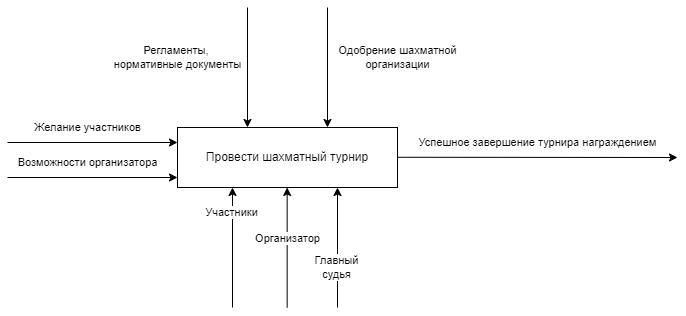 Регламенты,
нормативные документы
Одобрение шахматной
организации
Желание участников
Возможности организатора
Провести шахматный турнир
Успешное завершение турнира награждением
Участники
Организатор
Главный
судья